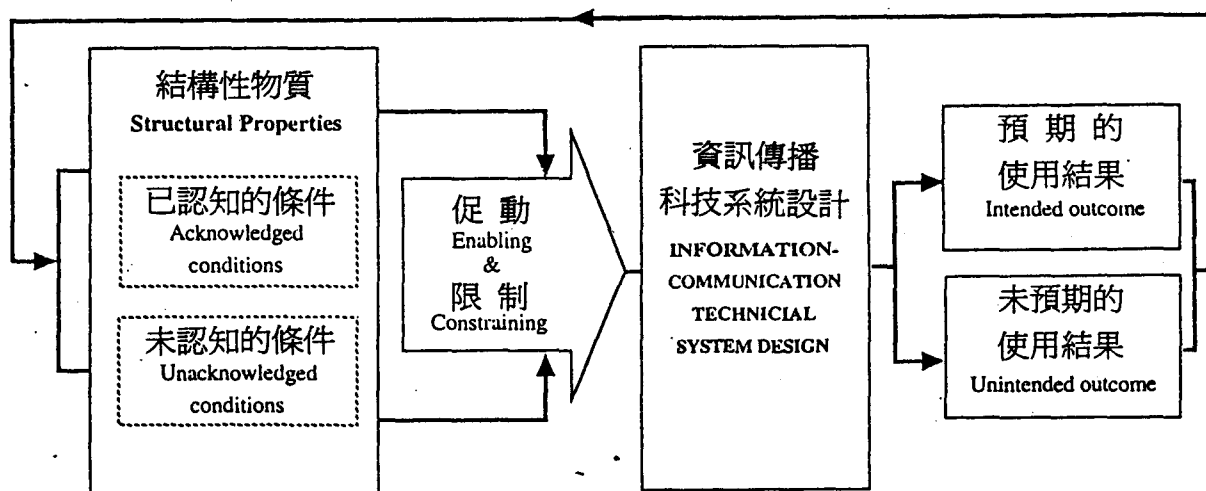 結構性物質
Structural Properties
已認知的條件
Acknowledged
conditions
未認知的條件
Unacknowledged
conditions
促動
Enabling
&
限制
Constraining
資訊傳播
科技系統設計
INFORMATION-
COMMUNICATION
TECHNICIAL
SYSTEM DESIGN
預期的
使用結果
Intended outcome
未預期的
使用結果
Unintended outcome